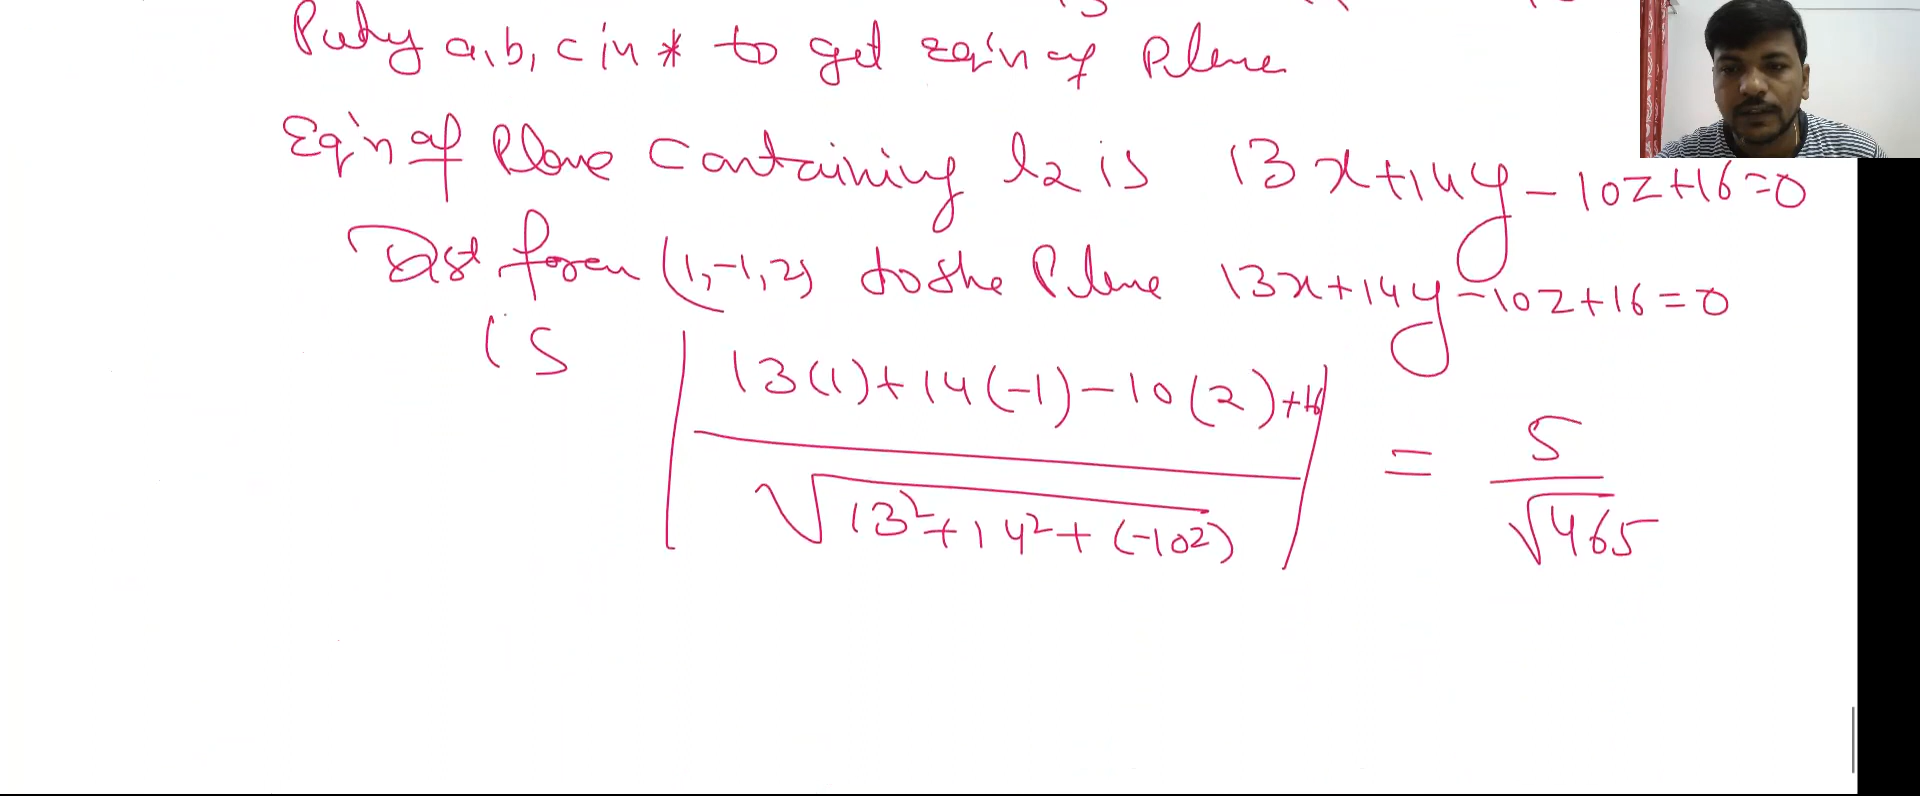 Puty a, b, c in * to get Eq'n of Plane
Eq'n of Plane Containing l2 is 13x+14y-10z+16=0
Dist from (1,-1,2) to the Plane 13x+14y-10z+16=0
is
|13(1)+14(-1)-10(2)+16
√13²+14²+(-10²)| = 5
√465